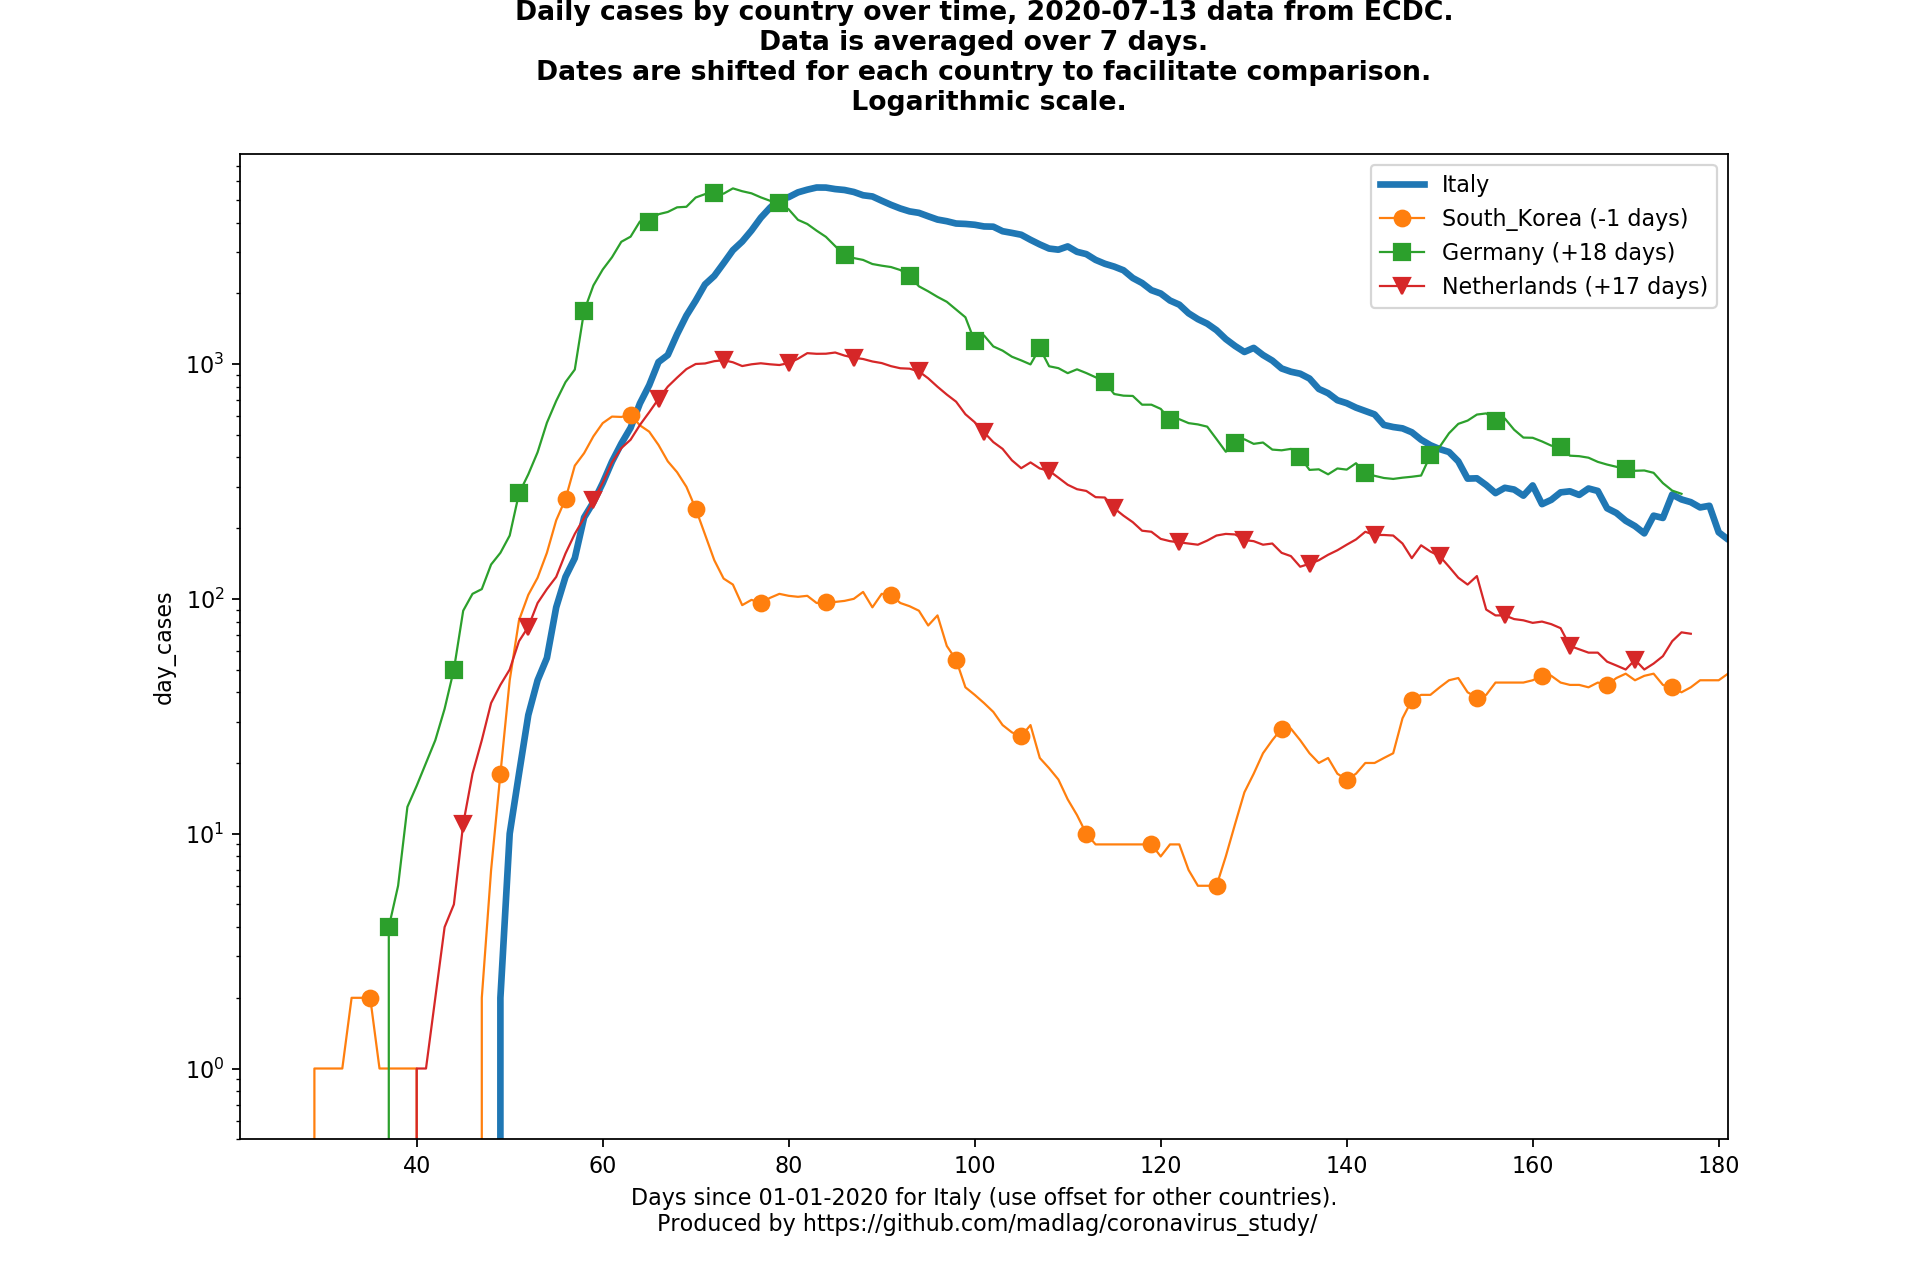 Daily cases by country over time, 2020-07-13 data from ECDC.
Data is averaged over 7 days.
Dates are shifted for each country to facilitate comparison.
Logarithmic scale.
Italy
South_Korea (-1 days)
Germany (+18 days)
Netherlands (+17 days)
day_cases
10³
10²
10¹
10⁰
40 60 80 100 120 140 160 180
Days since 01-01-2020 for Italy (use offset for other countries).
Produced by https://github.com/madlag/coronavirus_study/